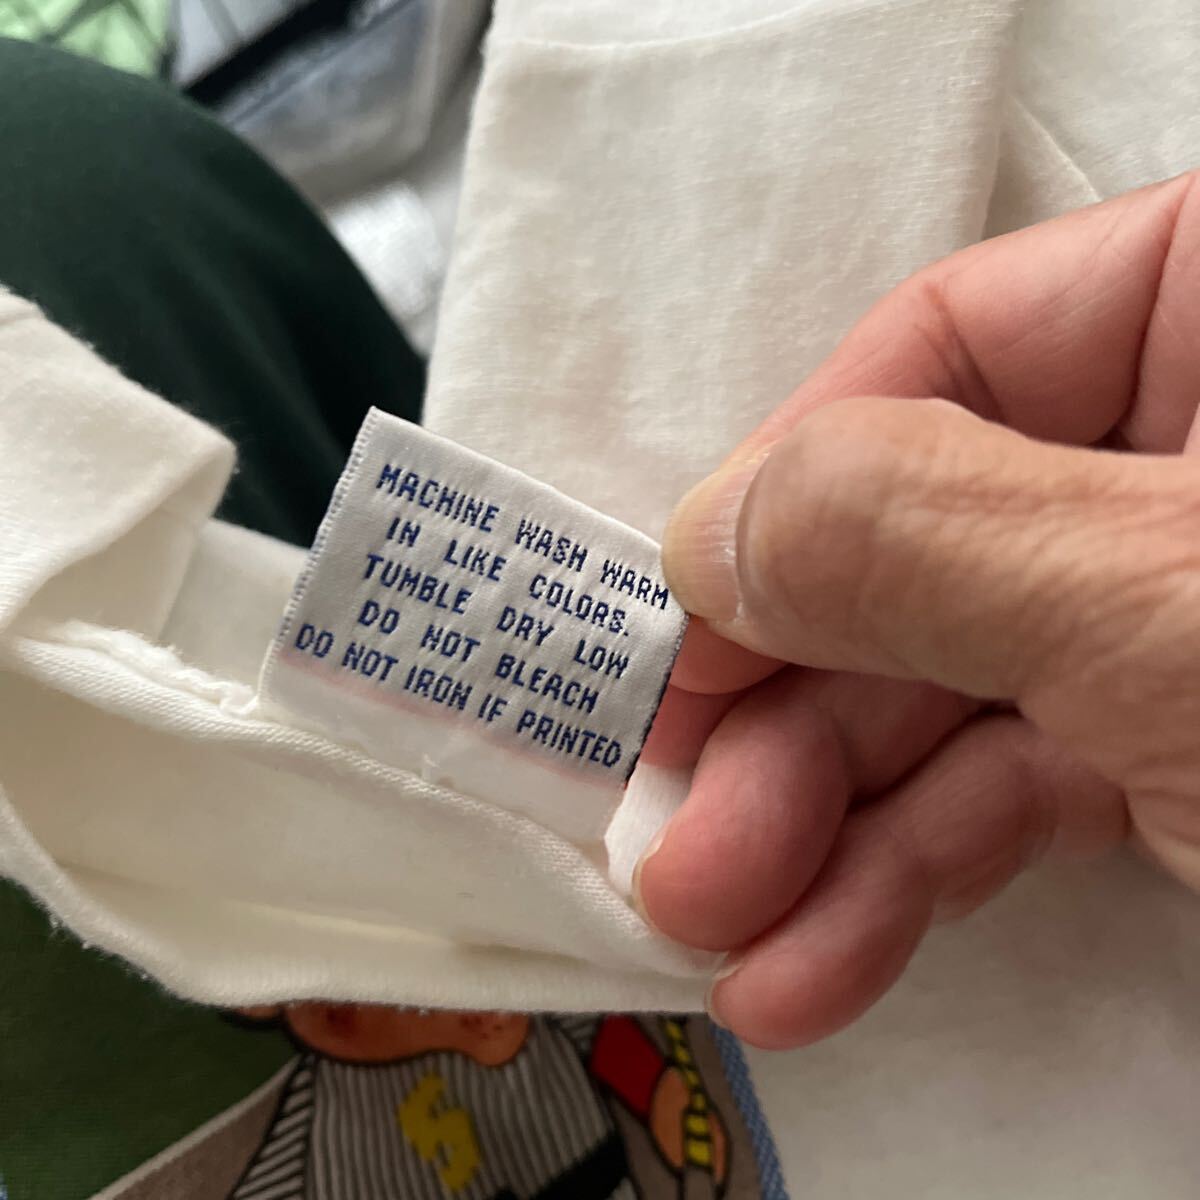 MACHINE WASH WARM
IN LIKE COLORS.
TUMBLE DRY LOW
DO NOT BLEACH
DO NOT IRON IF PRINTED